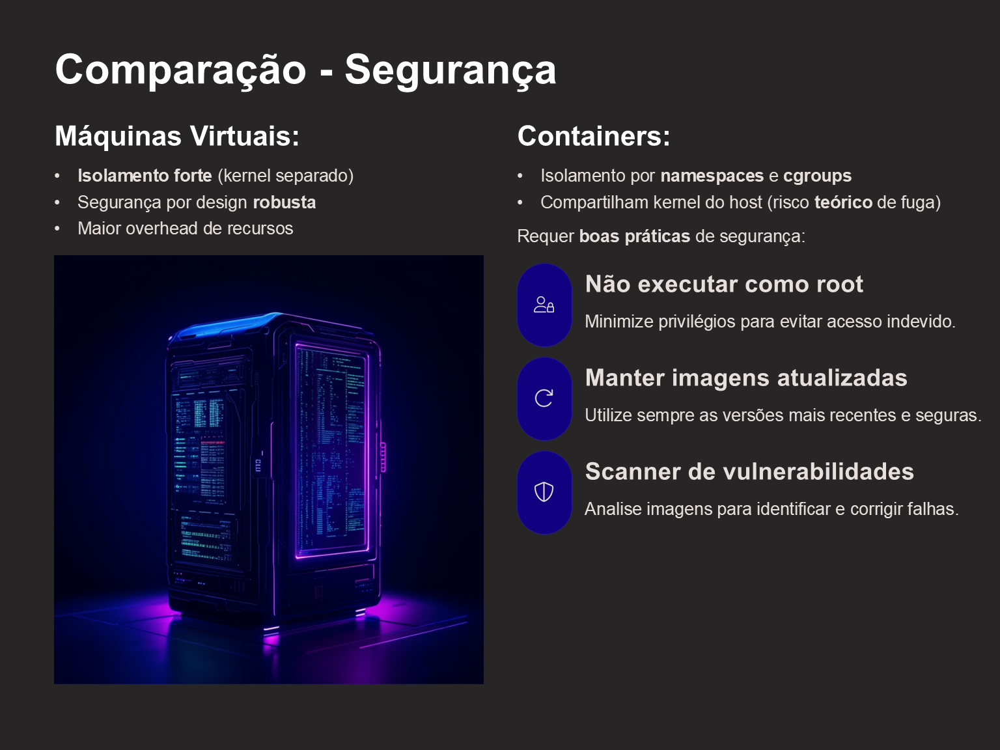 Comparação - Segurança
Máquinas Virtuais:
• Isolamento forte (kernel separado)
• Segurança por design robusta
• Maior overhead de recursos
Containers:
• Isolamento por namespaces e cgroups
• Compartilham kernel do host (risco teórico de fuga)
Requer boas práticas de segurança:
Não executar como root
Minimize privilégios para evitar acesso indevido.
Manter imagens atualizadas
Utilize sempre as versões mais recentes e seguras.
Scanner de vulnerabilidades
Analise imagens para identificar e corrigir falhas.